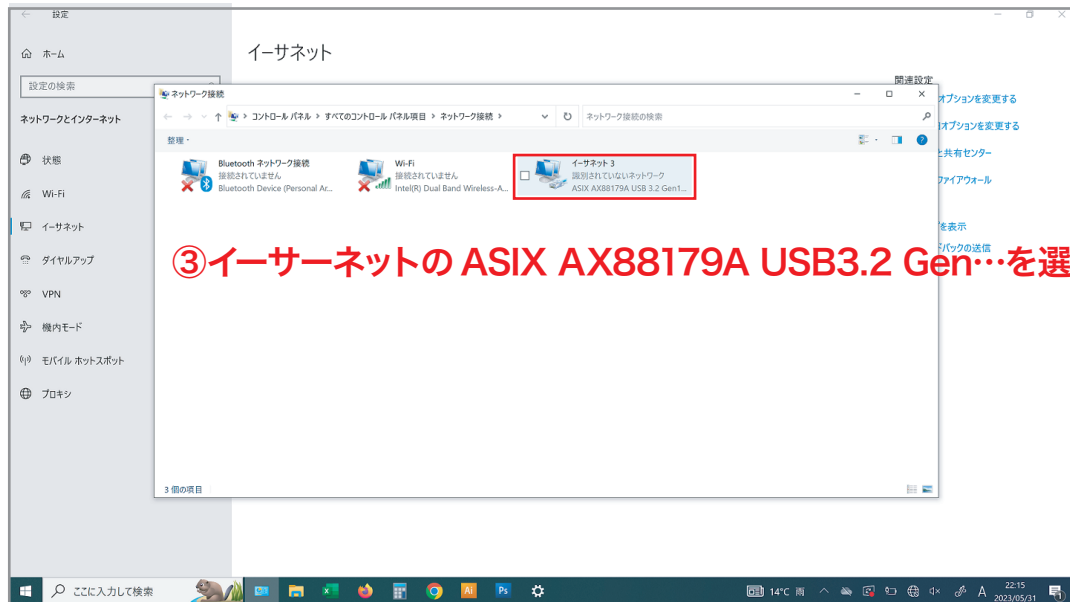 設定
ホーム
設定の検索
ネットワークとインターネット
状態
Wi-Fi
イーサネット
ダイヤルアップ
VPN
機内モード
モバイル ホットスポット
プロキシ
イーサネット
関連設定
オプションを変更する
オプションを変更する
と共有センター
ファイアウォール
を表示
ドバックの送信
ネットワーク接続
コントロール パネル › すべてのコントロール パネル項目 › ネットワーク接続 ›
ネットワーク接続の検索
整理
Bluetooth ネットワーク接続
接続されていません
Bluetooth Device (Personal Ar...
Wi-Fi
接続されていません
Intel(R) Dual Band Wireless-A...
イーサネット 3
識別されていないネットワーク
ASIX AX88179A USB 3.2 Gen1...
③イーサーネットの ASIX AX88179A USB3.2 Gen…を選
3 個の項目
ここに入力して検索
Ai
Ps
14°C 雨
A
22:15
2023/05/31